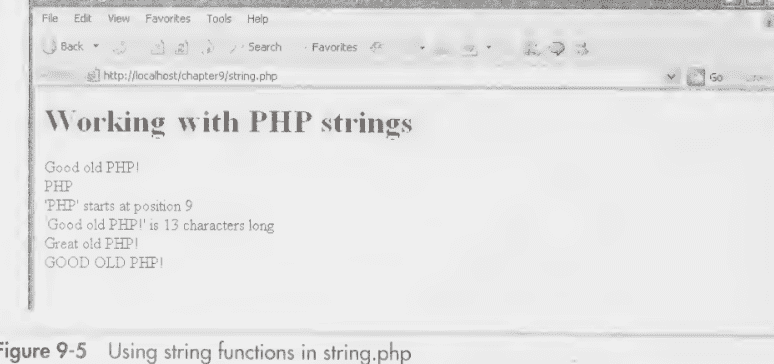 File Edit View Favorites Tools Help
Back Search Favorites
http://localhost/chapter9/string.php Go
Working with PHP strings
Good old PHP!
PHP
'PHP' starts at position 9
'Good old PHP!' is 13 characters long
Great old PHP!
GOOD OLD PHP!
Figure 9-5 Using string functions in string.php